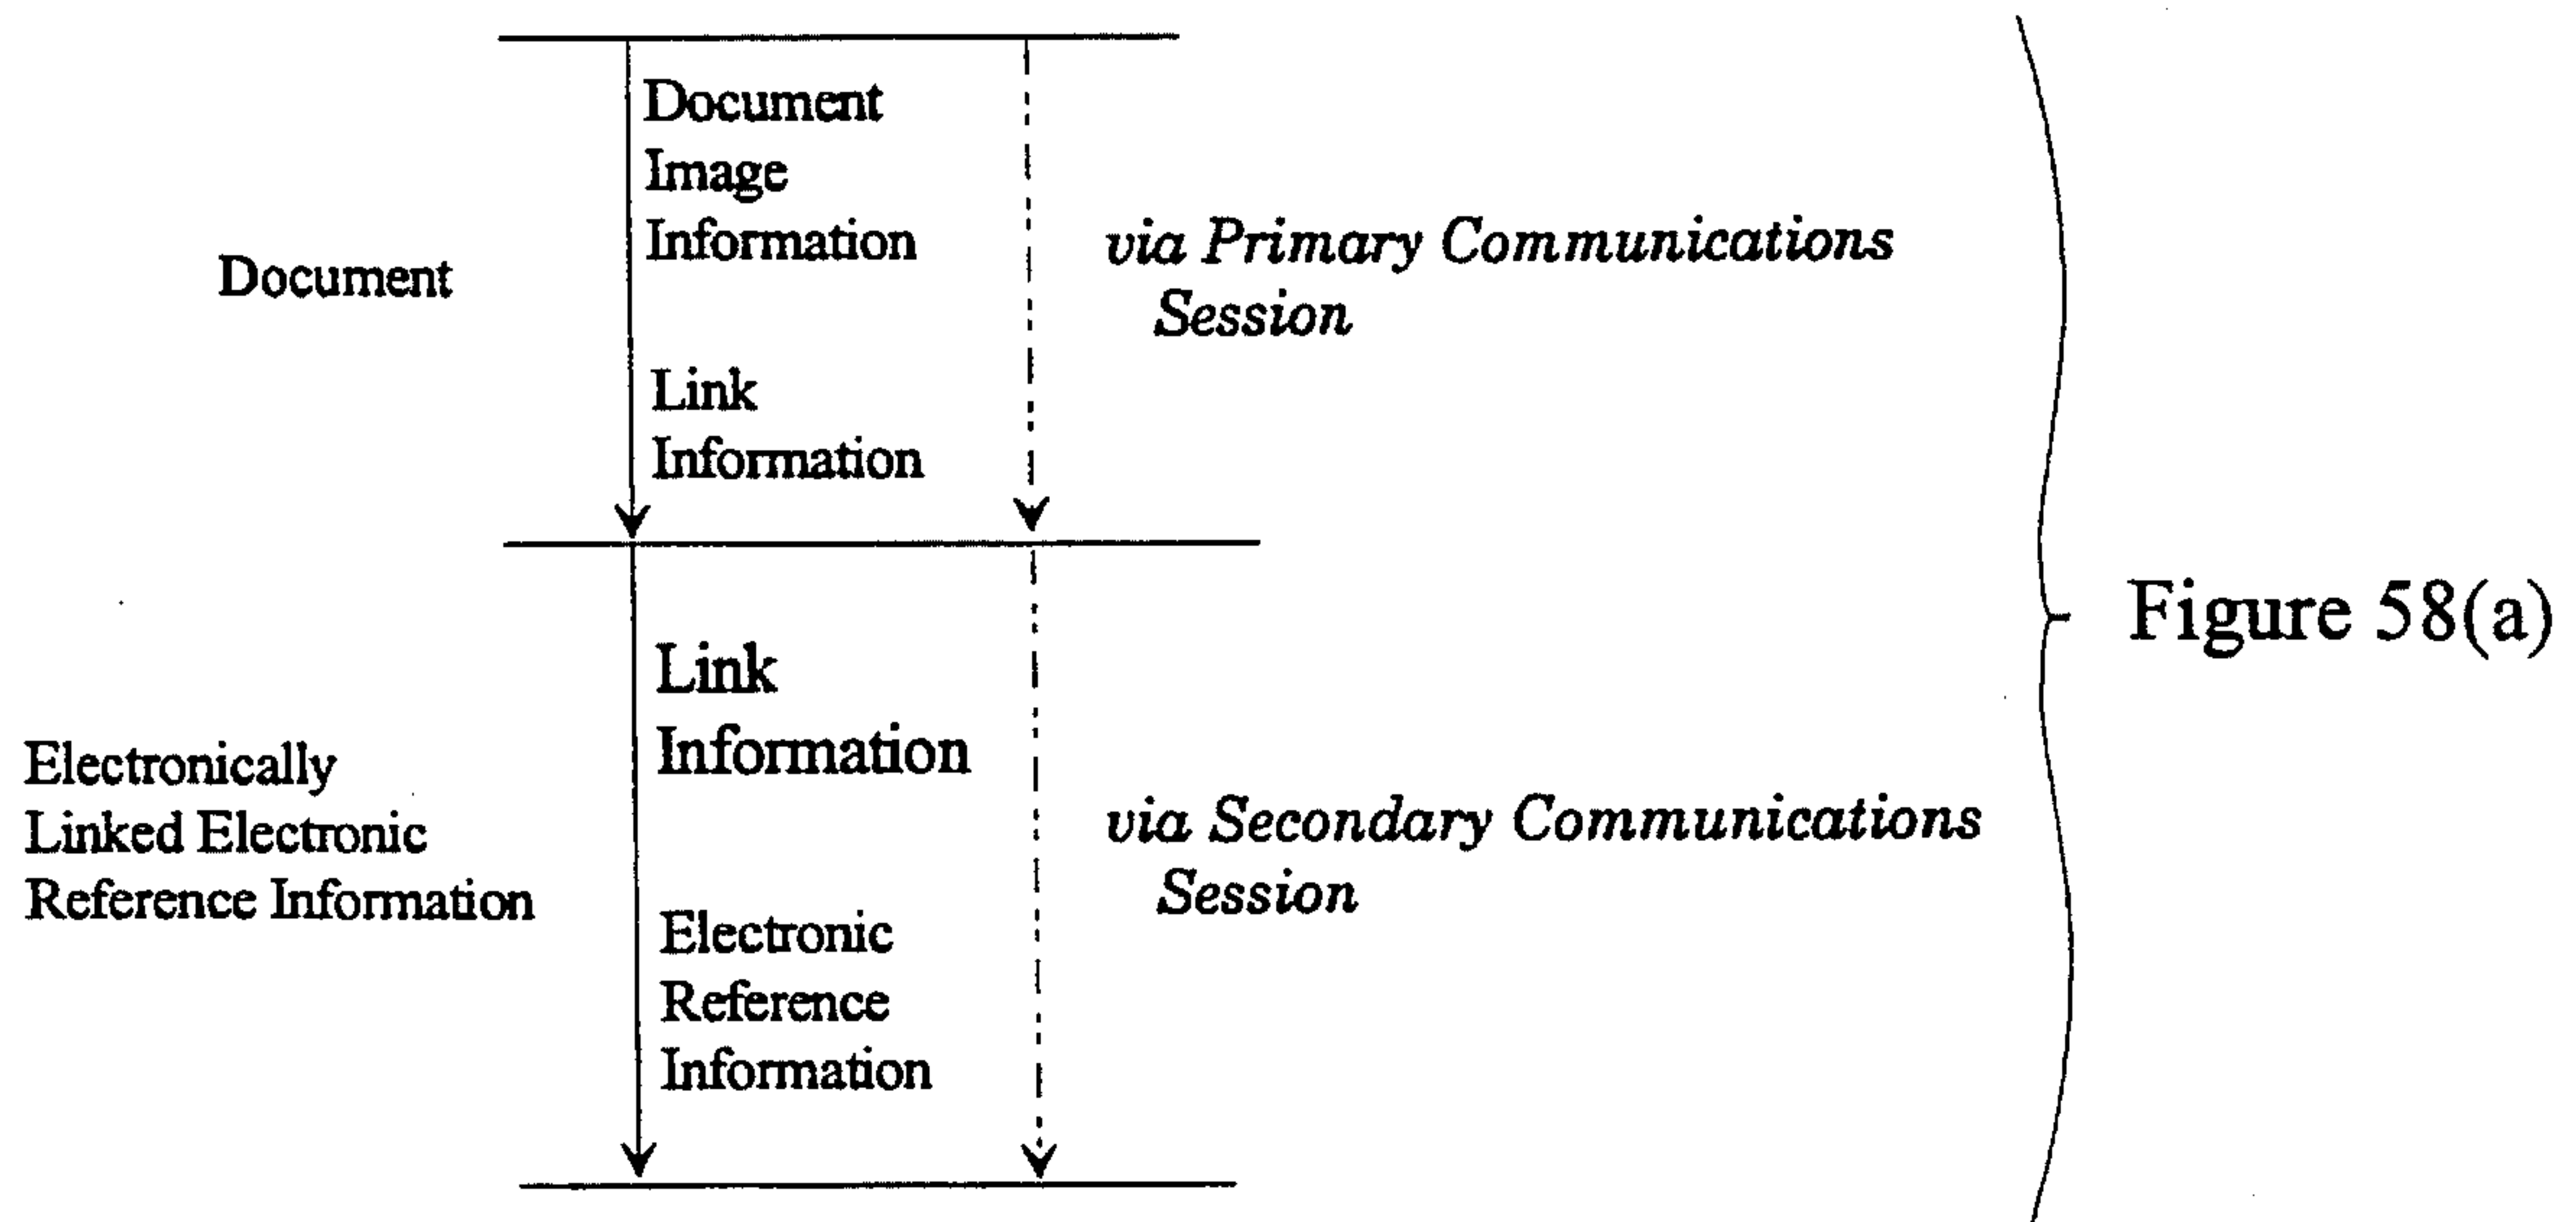 Document
Image
Information
Document
via Primary Communications
Session
Link
Information
Figure 58(a)
Link
Information
Electronically
Linked Electronic
Reference Information
via Secondary Communications
Session
Electronic
Reference
Information